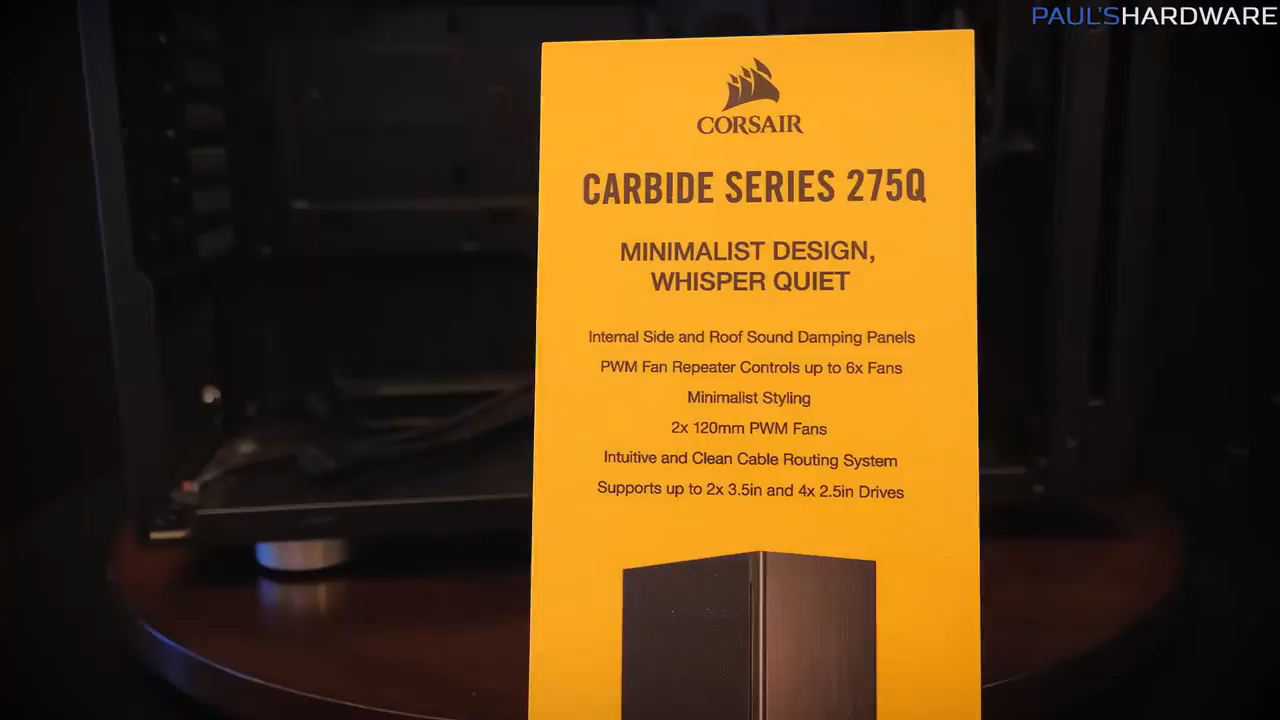 PAUL'SHARDWARE
CORSAIR
CARBIDE SERIES 275Q
MINIMALIST DESIGN,
WHISPER QUIET
Internal Side and Roof Sound Damping Panels
PWM Fan Repeater Controls up to 6x Fans
Minimalist Styling
2x 120mm PWM Fans
Intuitive and Clean Cable Routing System
Supports up to 2x 3.5in and 4x 2.5in Drives